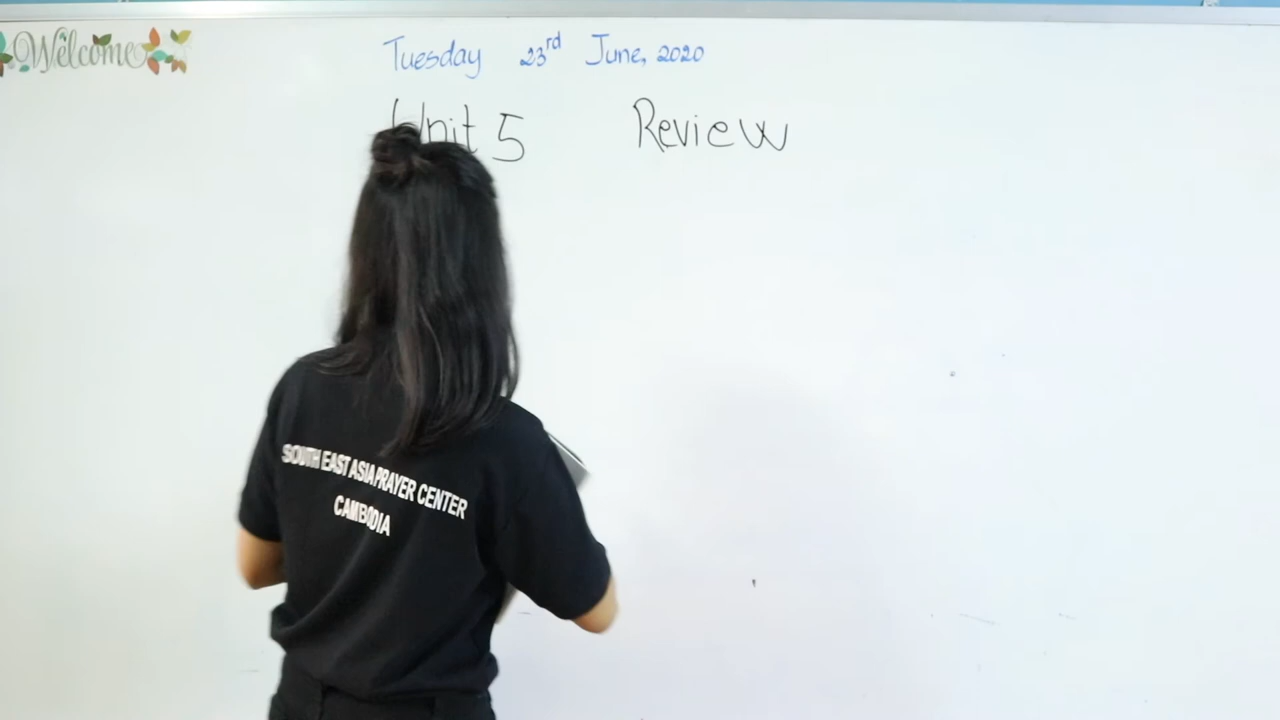 Welcome
Tuesday 23rd June, 2020
Unit 5 Review
SOUTH EAST ASIA PRAYER CENTER
CAMBODIA